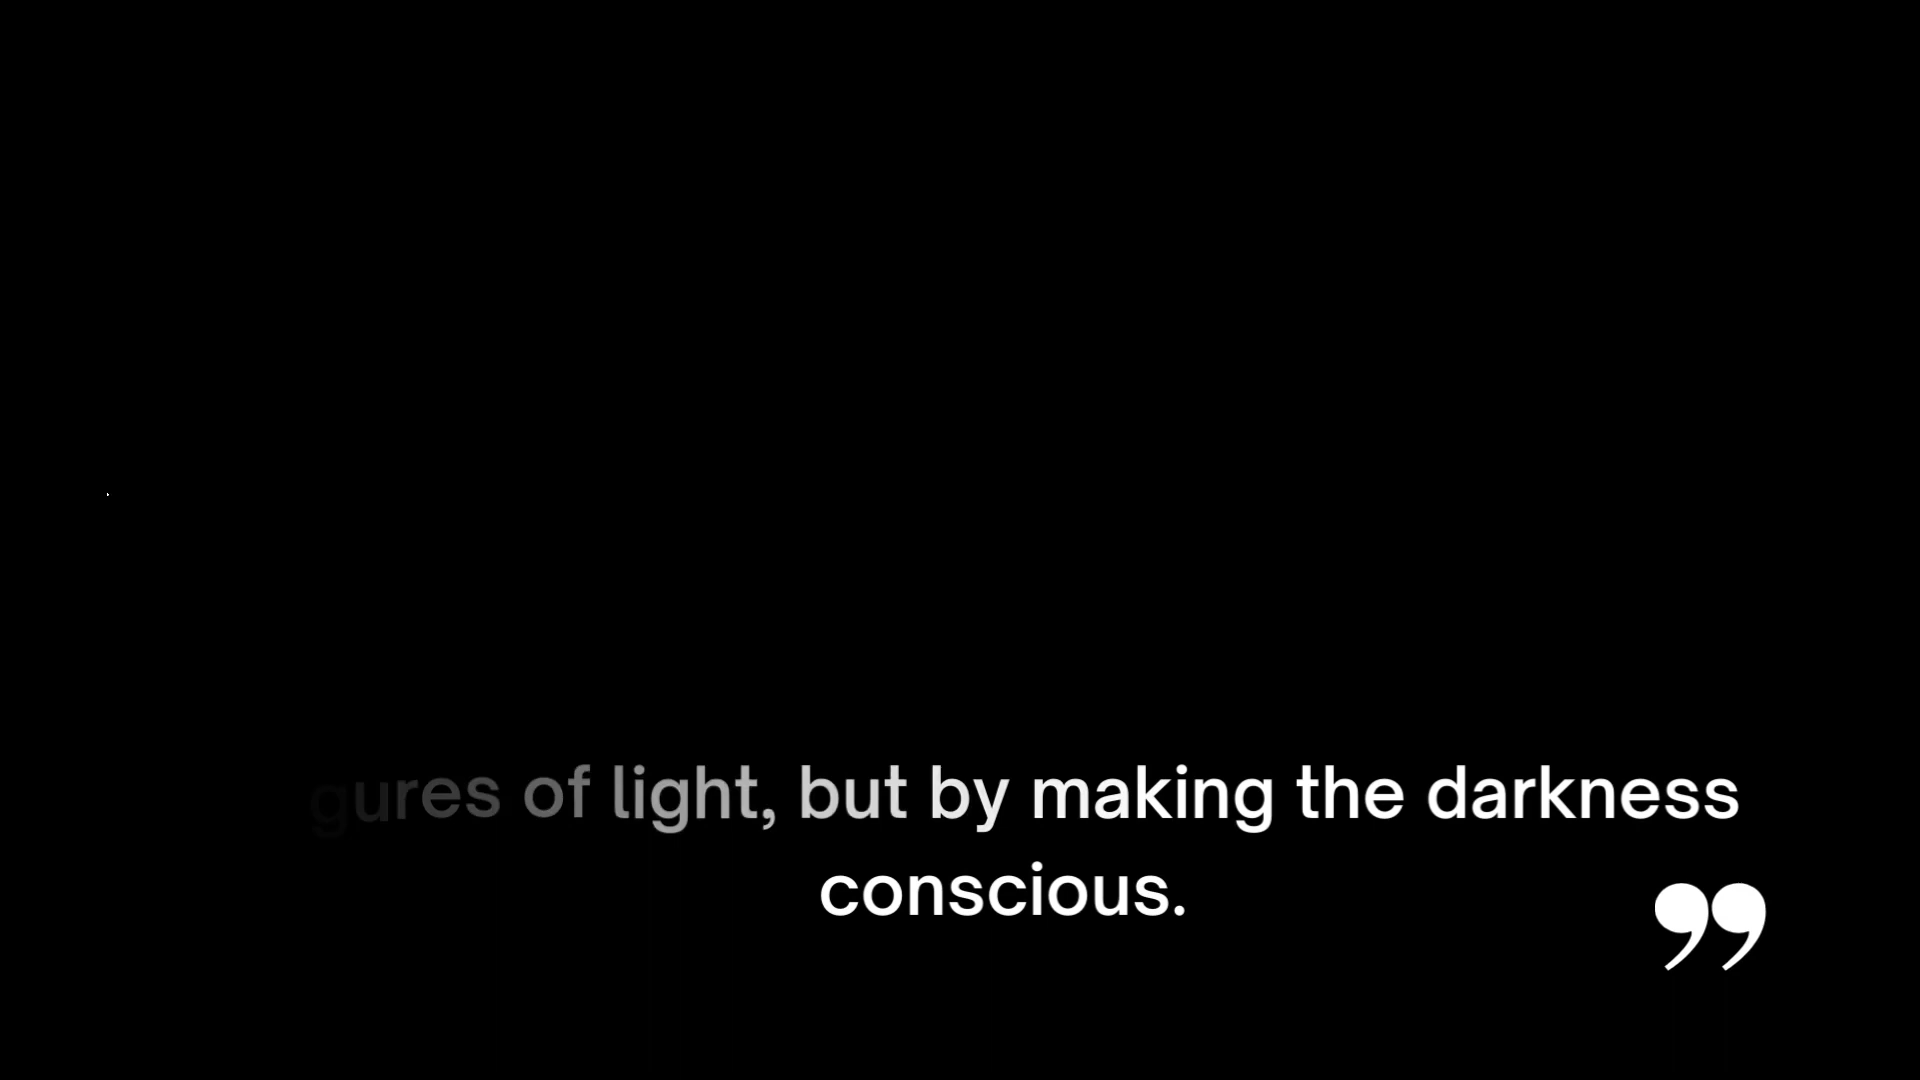 gures of light, but by making the darkness
conscious.
”